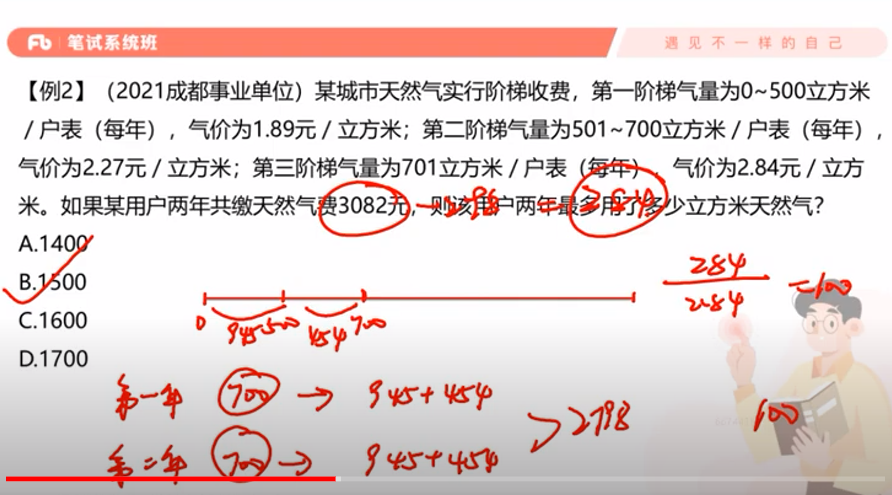 Fb 笔试系统班
遇见不一样的自己
【例2】（2021成都事业单位）某城市天然气实行阶梯收费，第一阶梯气量为0~500立方米
／户表（每年），气价为1.89元／立方米；第二阶梯气量为501~700立方米／户表（每年），
气价为2.27元／立方米；第三阶梯气量为701立方米／户表（每年），气价为2.84元／立方
米。如果某用户两年共缴天然气费3082元，则该用户两年最多用了多少立方米天然气？
-2798 = 284
A.1400
B.1500
C.1600
D.1700
284
2.84
=100
0 500 700
945 454
第一年 700 → 945+454
第二年 700 → 945+454
2798
100